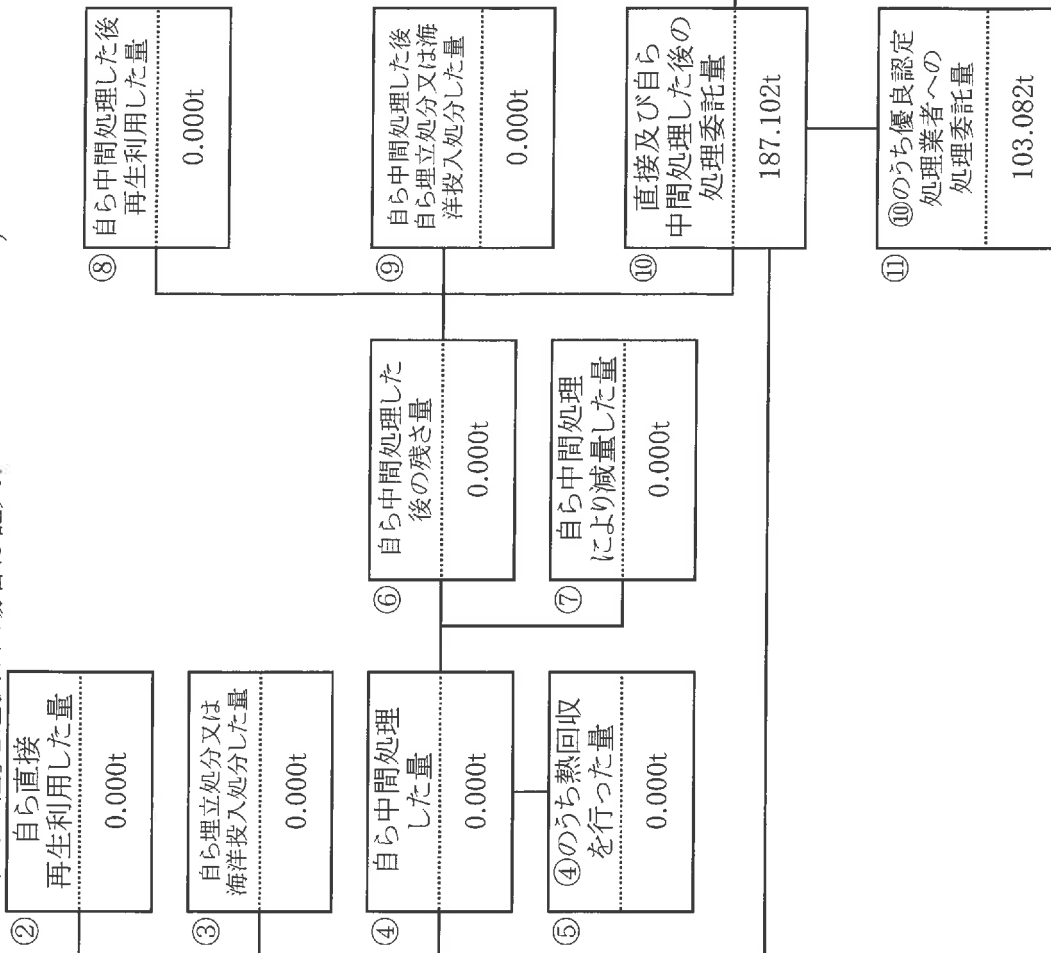 ②
自ら直接
再生利用した量
0.000t
③
自ら埋立処分又は
海洋投入処分した量
0.000t
④
自ら中間処理
した量
0.000t
⑤
④のうち熱回収
を行った量
0.000t
⑥
自ら中間処理した
後の残さ量
0.000t
⑦
自ら中間処理
により減量した量
0.000t
⑧
自ら中間処理した後
再生利用した量
0.000t
⑨
自ら中間処理した後
自ら埋立処分又は海
洋投入処分した量
0.000t
⑩
直接及び自ら
中間処理した後の
処理委託量
187.102t
⑪
⑩のうち優良認定
処理業者への
処理委託量
103.082t